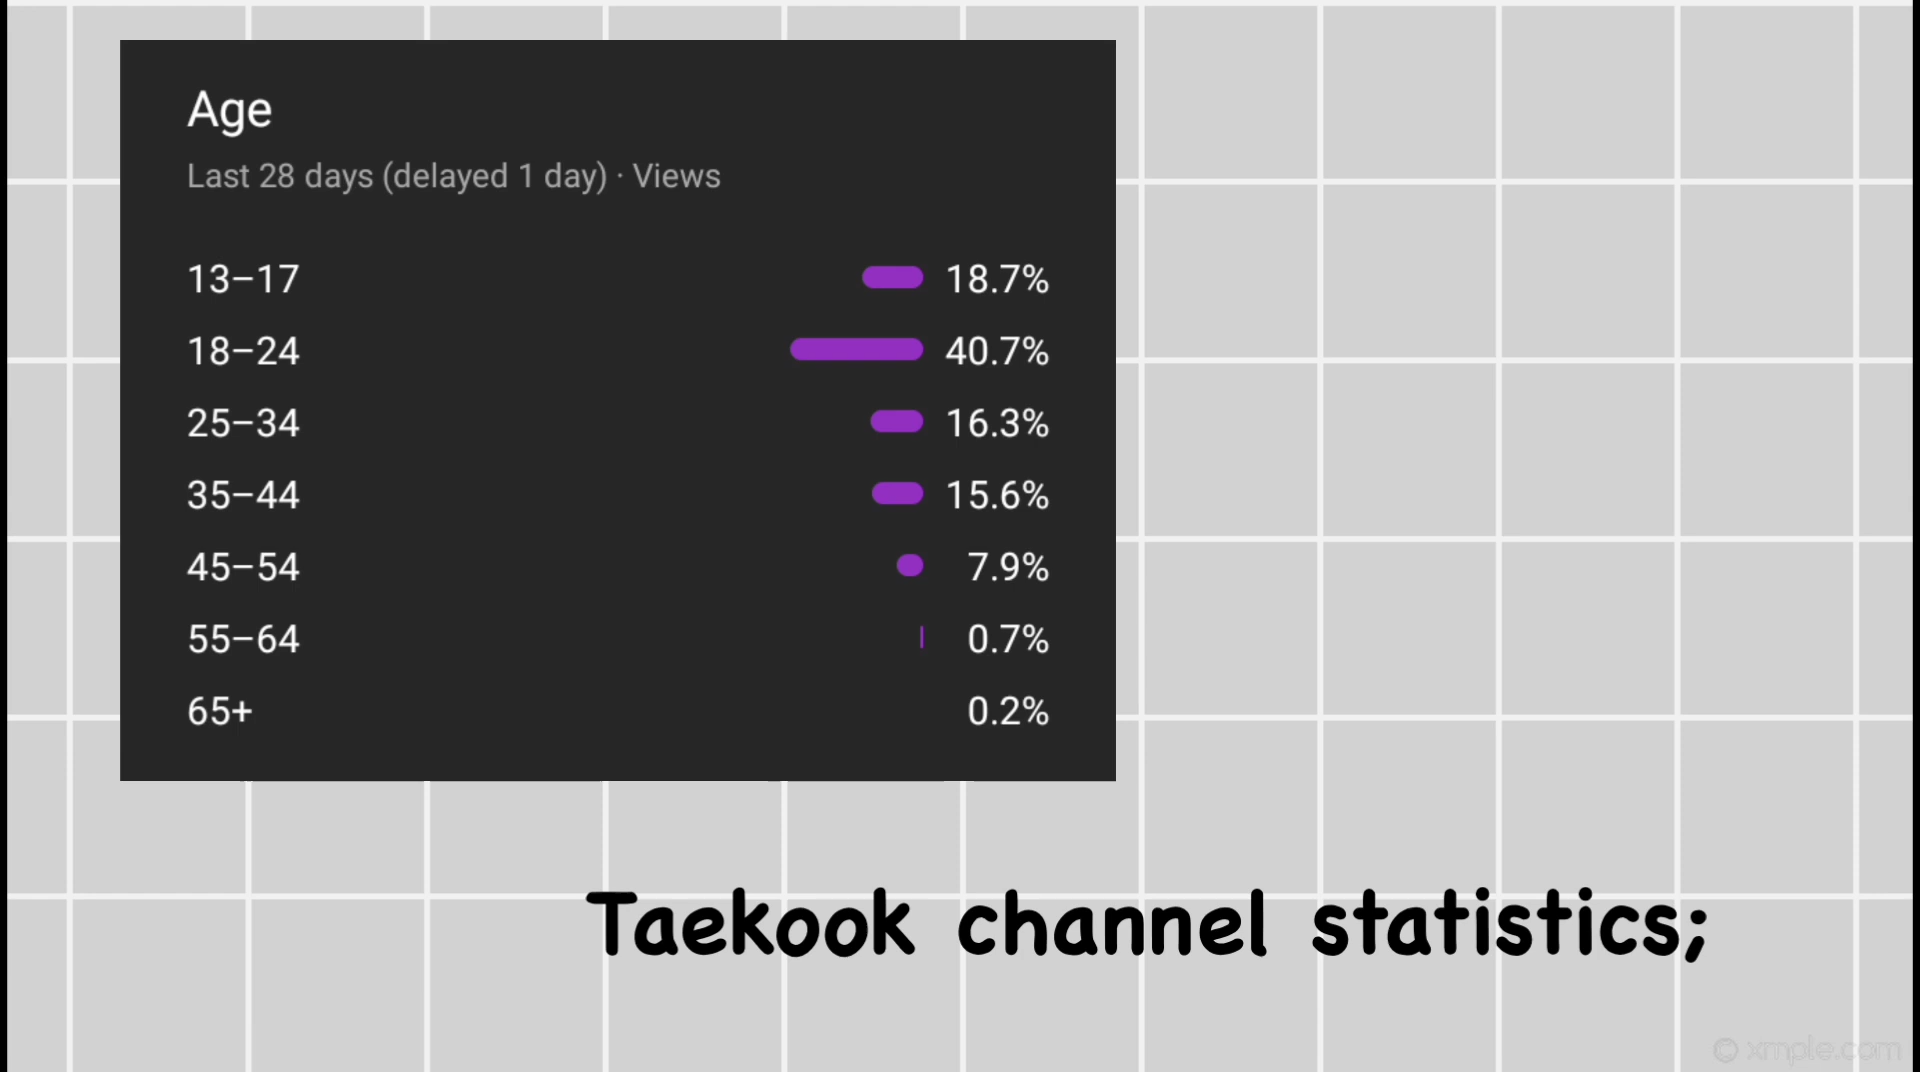 Age
Last 28 days (delayed 1 day) · Views
13–17 18.7%
18–24 40.7%
25–34 16.3%
35–44 15.6%
45–54 7.9%
55–64 0.7%
65+ 0.2%
Taekook channel statistics;
© xmple.com